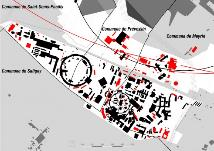 Commune de Saint Genis-Pouilly
Commune de Prévessin
Commune de Meyrin
Commune de Satigny